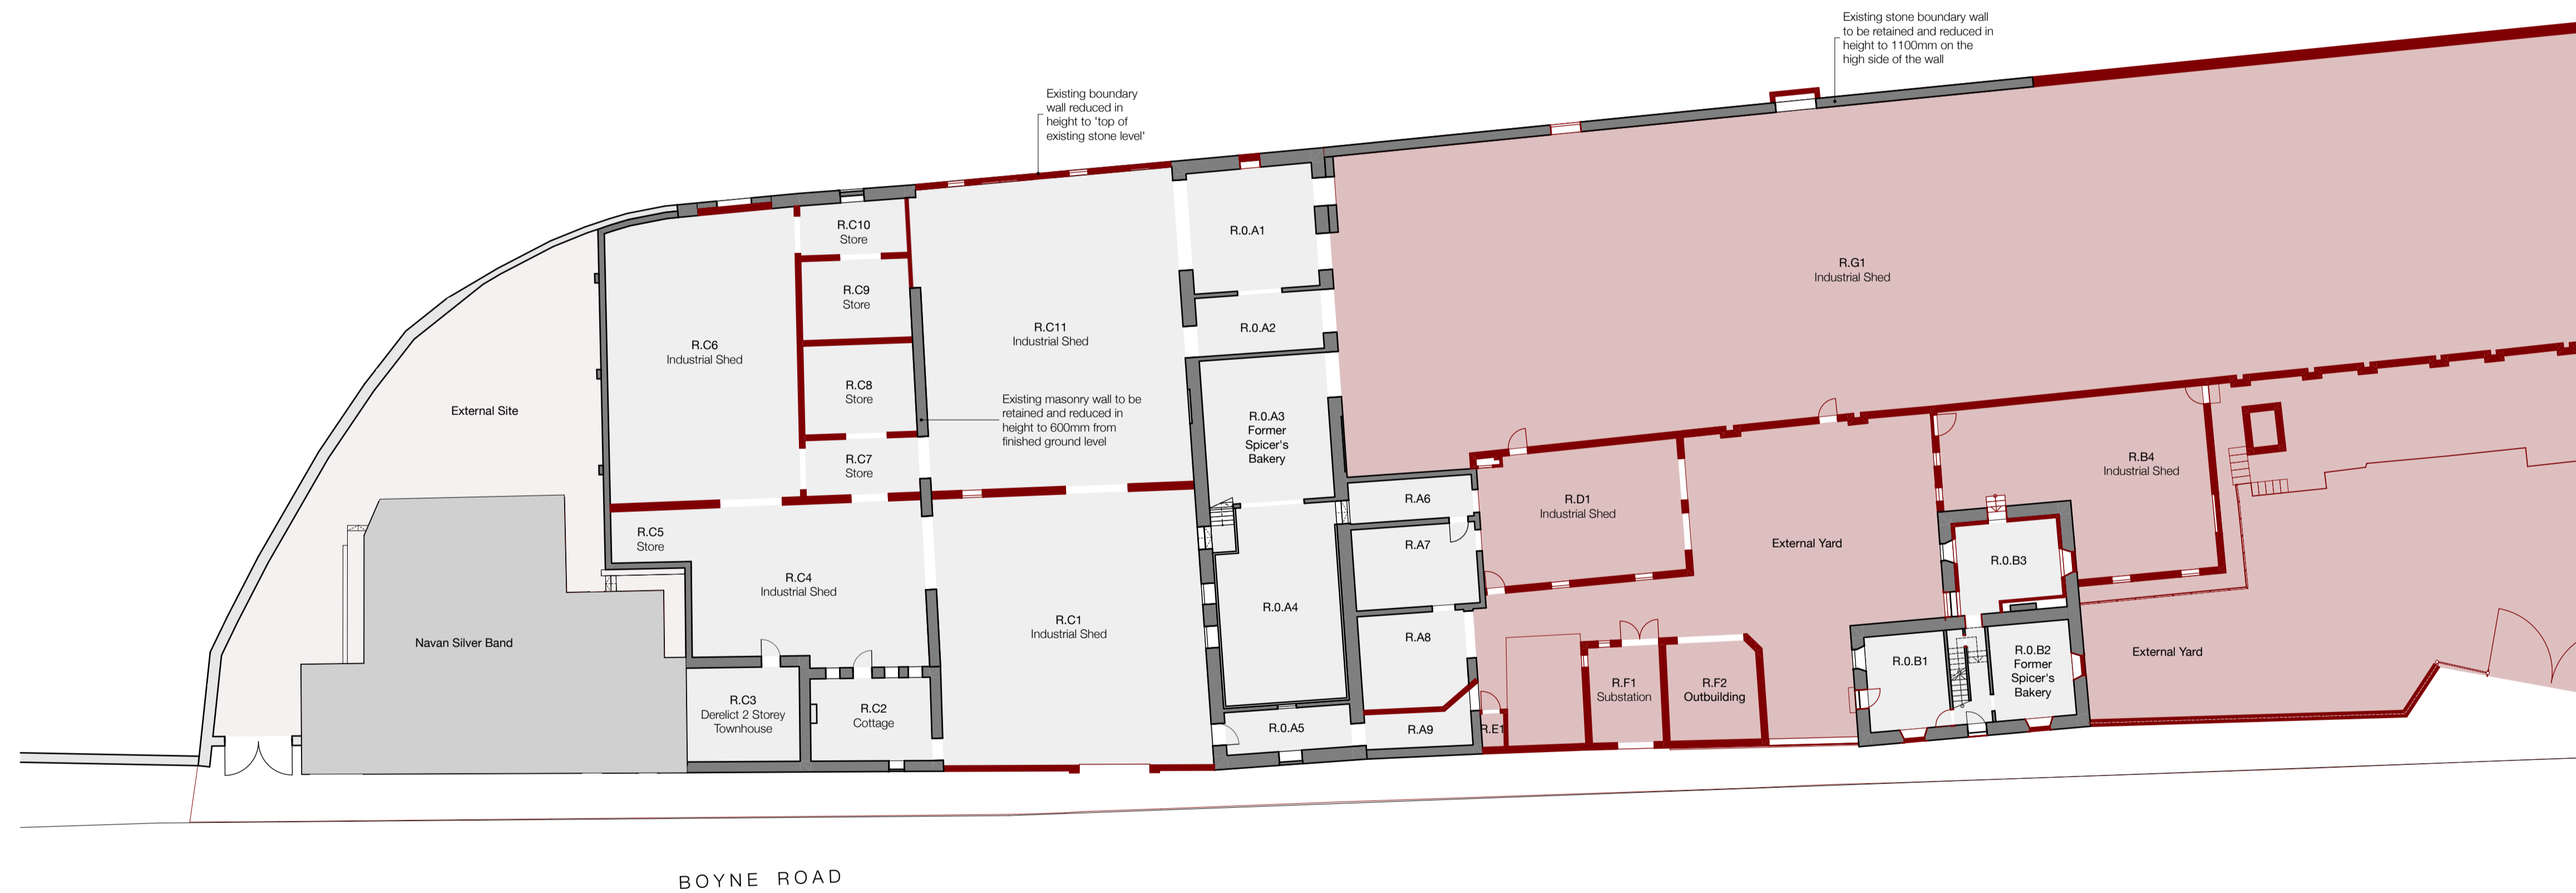 Existing stone boundary wall
to be retained and reduced in
height to 1100mm on the
high side of the wall
Existing boundary
wall reduced in
height to 'top of
existing stone level'
R.C10
Store
R.0.A1
R.G1
Industrial Shed
R.C9
Store
R.0.A2
R.C6
Industrial Shed
R.C11
Industrial Shed
R.C8
Store
Existing masonry wall to be
retained and reduced in
height to 600mm from
finished ground level
External Site
R.0.A3
Former
Spicer's
Bakery
R.C7
Store
R.B4
Industrial Shed
R.A6
R.D1
Industrial Shed
R.C5
Store
R.A7
External Yard
R.0.B3
R.C4
Industrial Shed
R.0.A4
R.C1
Industrial Shed
R.A8
Navan Silver Band
External Yard
R.0.B1
R.0.B2
Former
Spicer's
Bakery
R.F1
Substation
R.F2
Outbuilding
R.C3
Derelict 2 Storey
Townhouse
R.C2
Cottage
R.0.A5
R.A9
R.E1
BOYNE ROAD